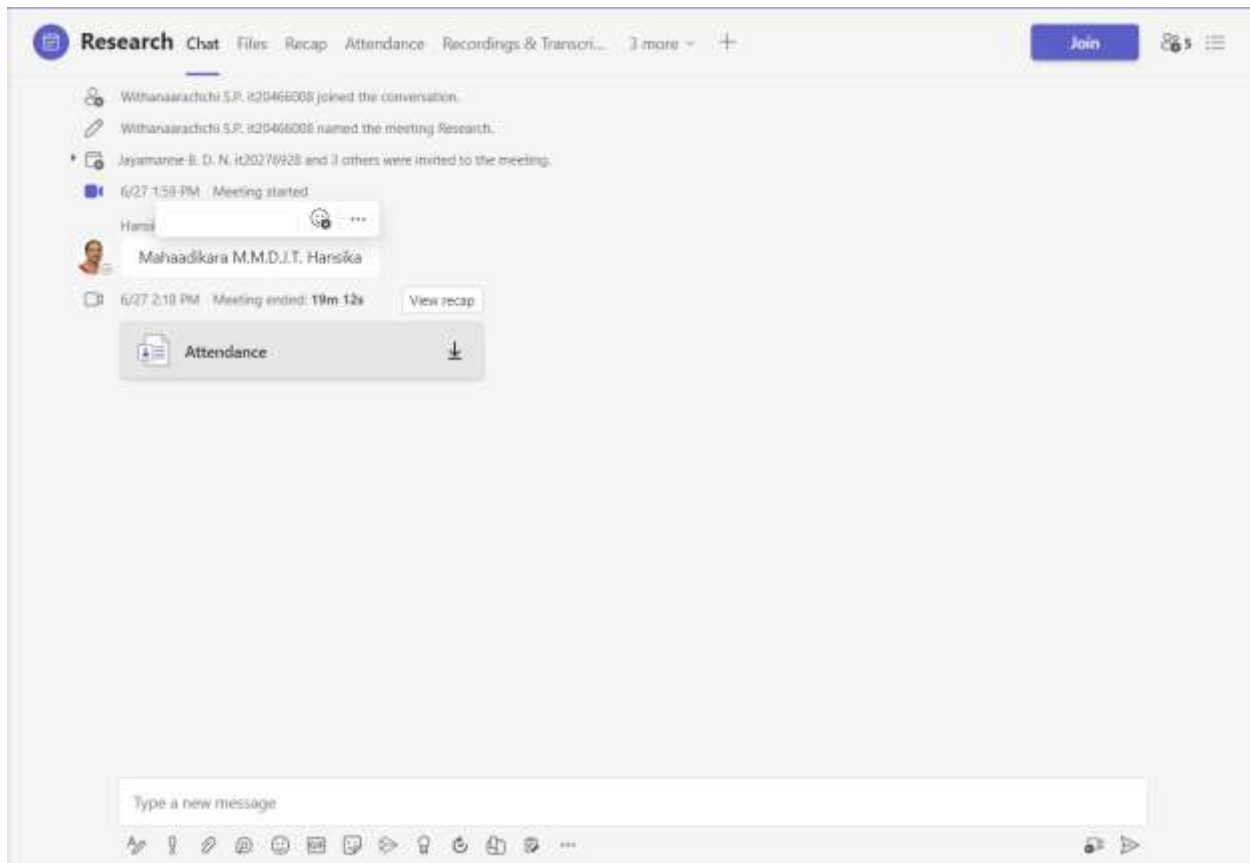 Research Chat Files Recap Attendance Recordings & Transcri... 3 more + Join 5
Withanaarachchi S.P. it20466008 joined the conversation.
Withanaarachchi S.P. it20466008 named the meeting Research.
Jayamanne B. D. N. it20276928 and 3 others were invited to the meeting.
6/27 1:59 PM Meeting started
Mahaadikara M.M.D.J.T. Hansika
6/27 2:18 PM Meeting ended: 19m 12s View recap
Attendance
Type a new message
GIF